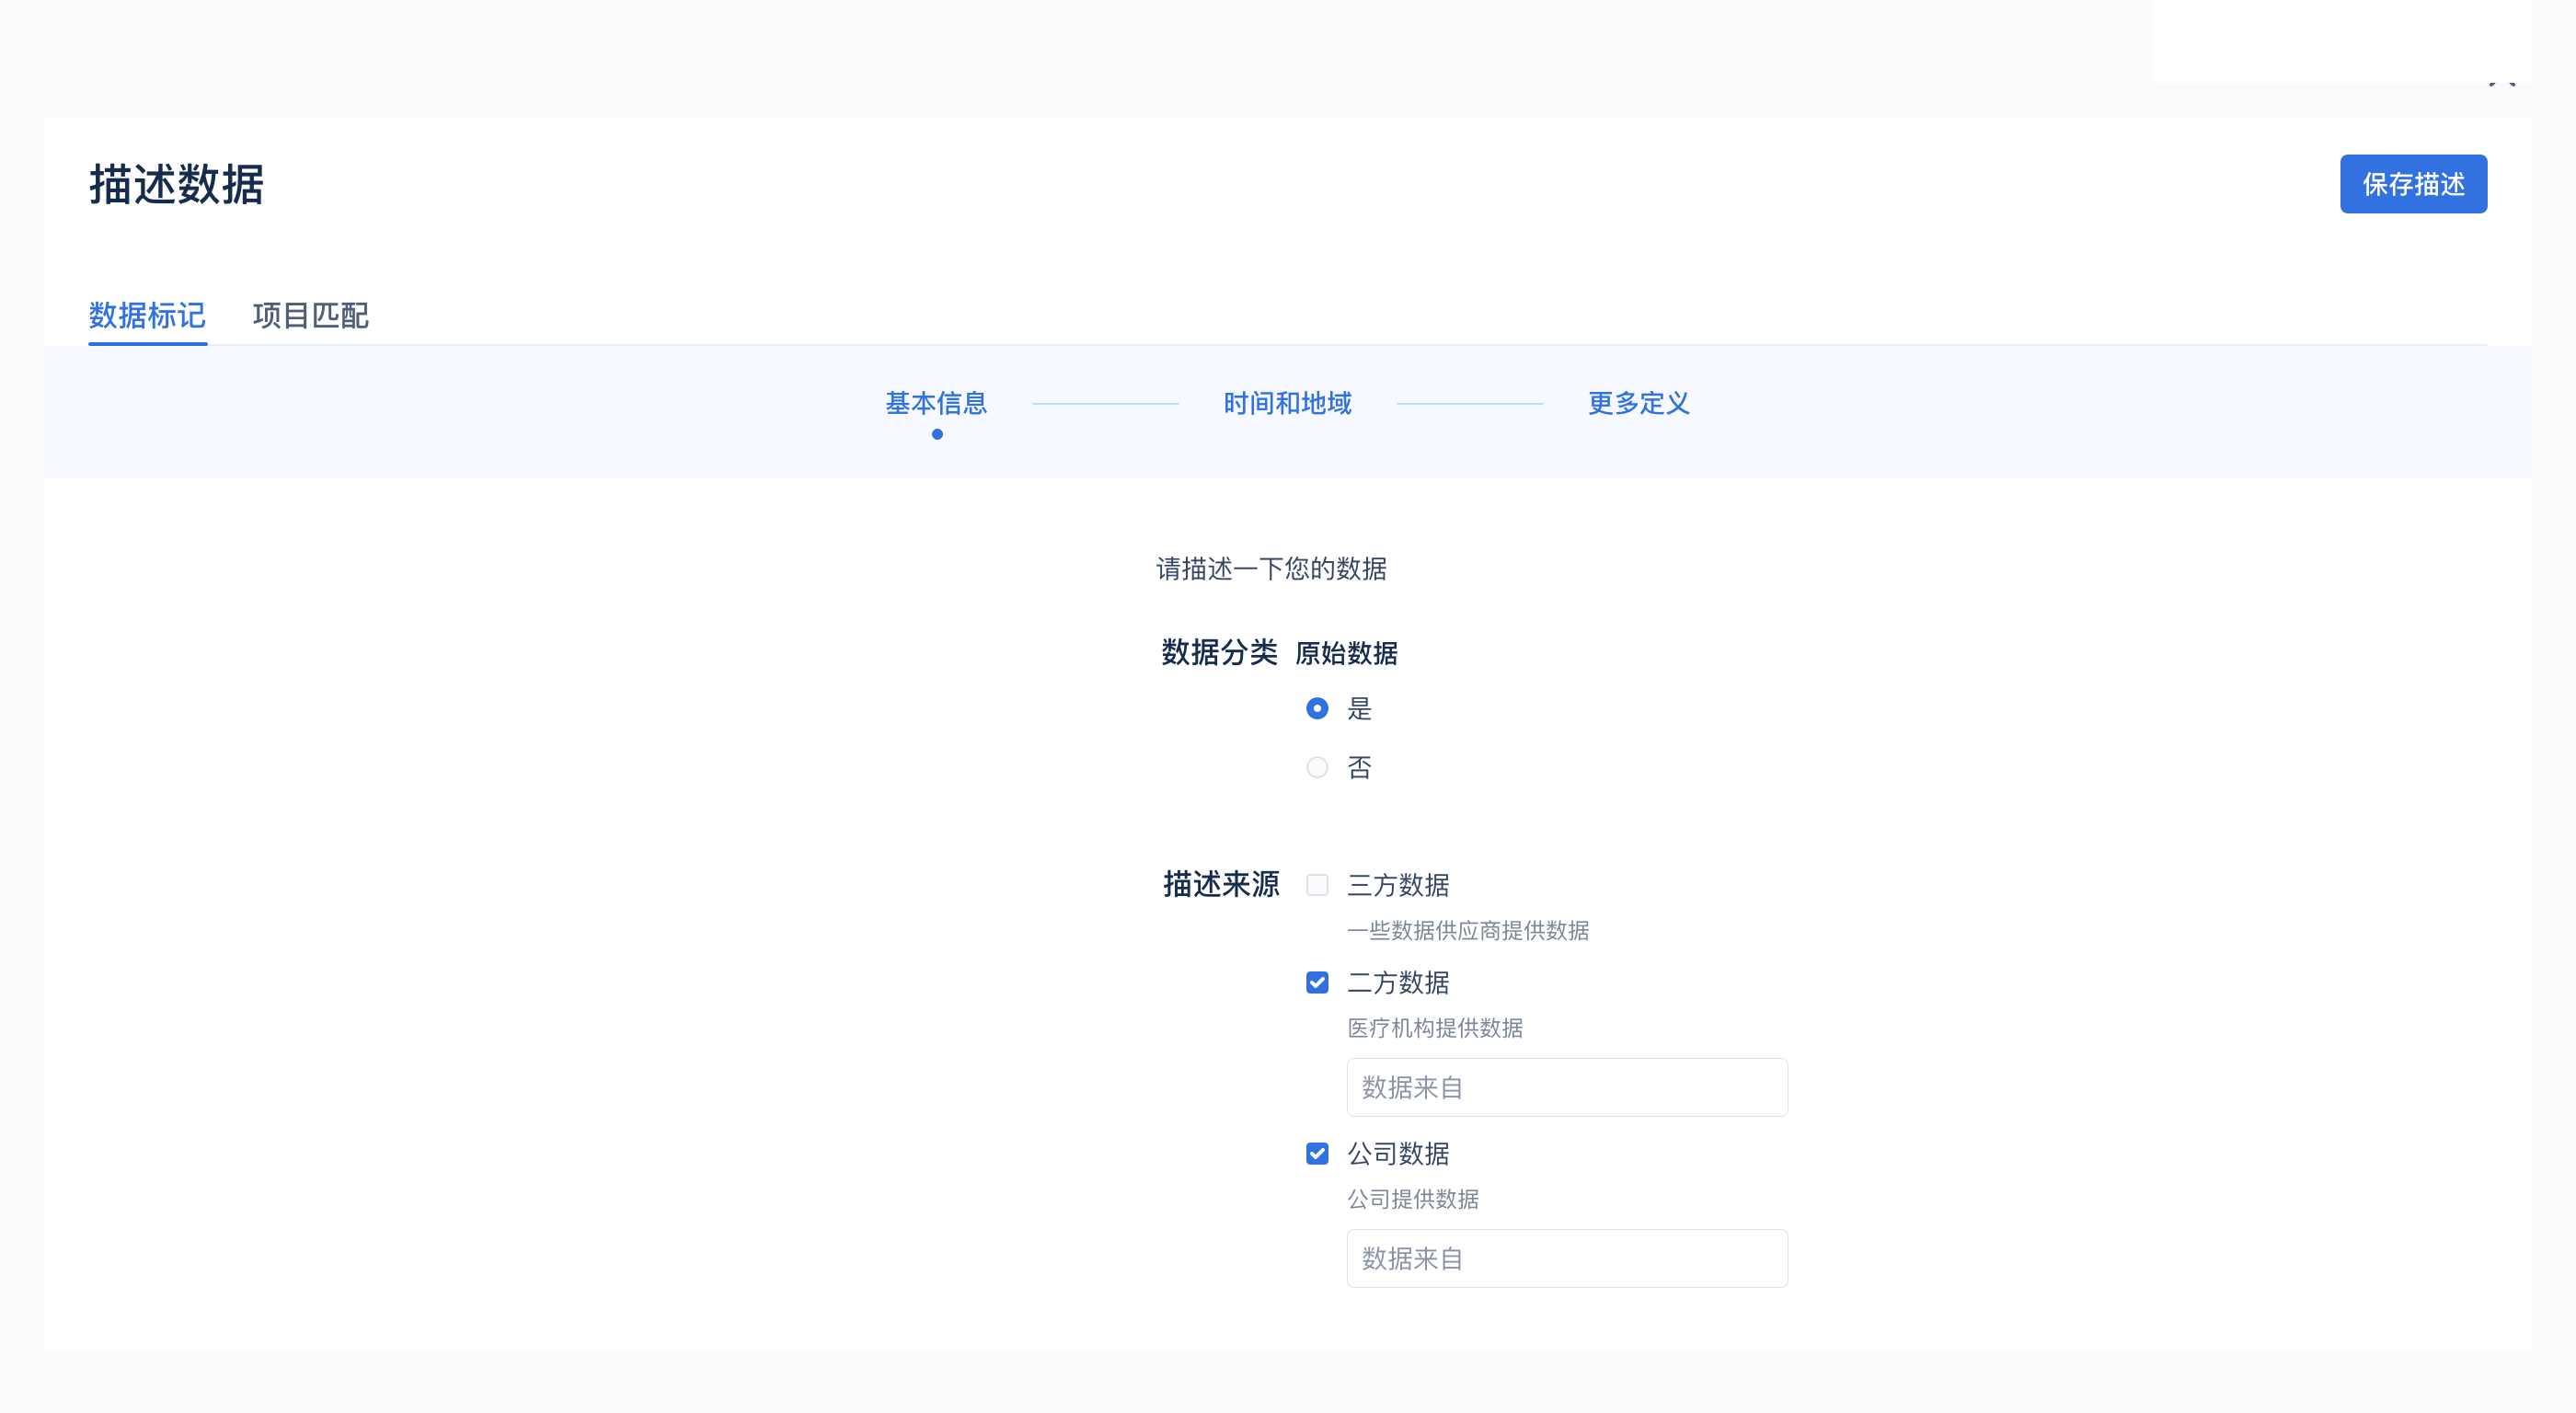 描述数据
保存描述
数据标记 项目匹配
基本信息 时间和地域 更多定义
请描述一下您的数据
数据分类 原始数据
是
否
描述来源 三方数据
一些数据供应商提供数据
二方数据
医疗机构提供数据
数据来自
公司数据
公司提供数据
数据来自